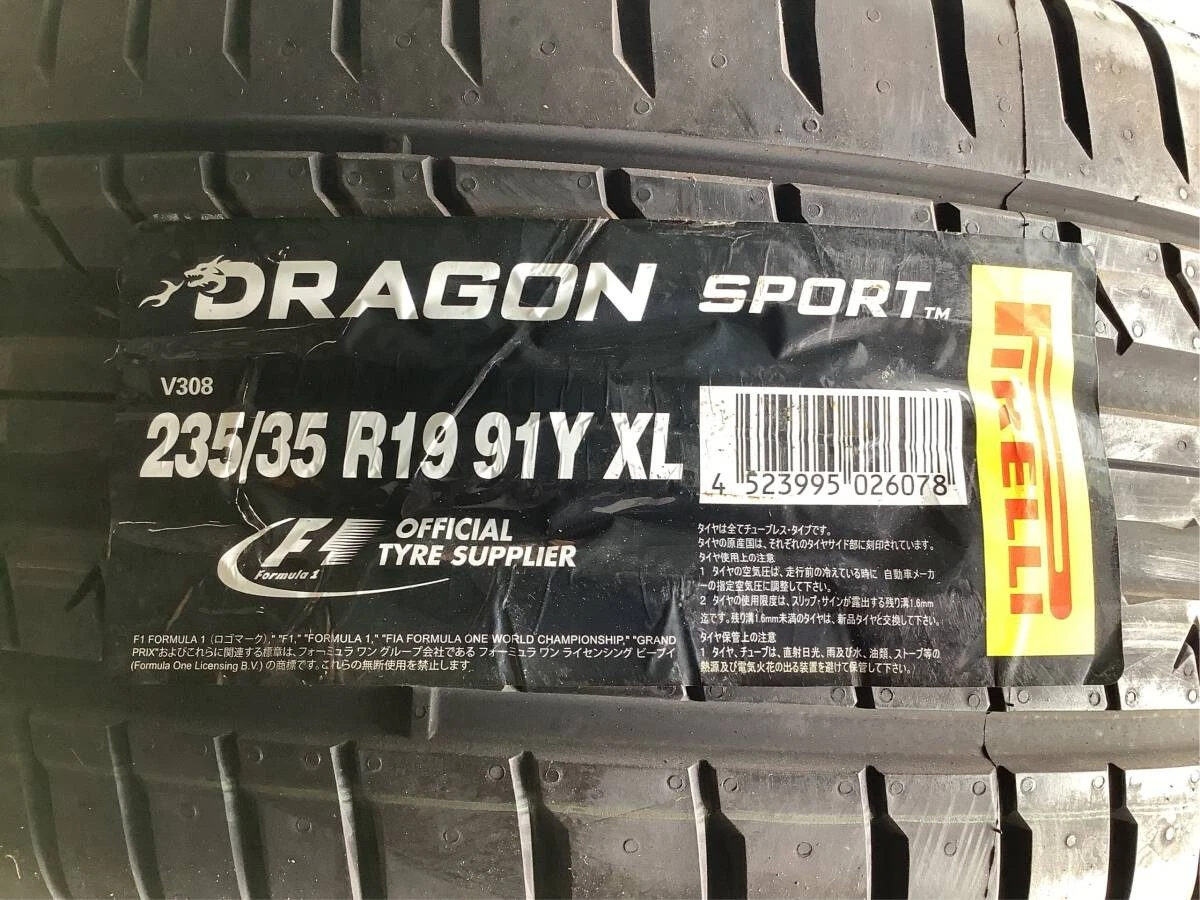 DRAGON SPORT™
PIRELLI
V308
235/35 R19 91Y XL
4 523995 026078
F1
Formula 1
OFFICIAL
TYRE SUPPLIER
タイヤは全てチューブレス・タイプです。
タイヤの原産国は、それぞれのタイヤサイド部に刻印されています。
タイヤ使用上の注意
1 タイヤの空気圧は、走行前の冷えている時に 自動車メーカ
ーの指定空気圧に調整して下さい。
2 タイヤの使用限度は、スリップ・サインが露出する残り溝1.6mm
迄です。残り溝1.6mm未満のタイヤは、新品タイヤと交換して下さい。
タイヤ保管上の注意
1 タイヤ、チューブは、直射日光、雨及び水、油類、ストーブ等の
熱源及び電気火花の出る装置を避けて保管して下さい。
F1 FORMULA 1 (ロゴマーク)," "F1," "FORMULA 1," "FIA FORMULA ONE WORLD CHAMPIONSHIP," "GRAND
PRIX"およびこれらに関連する標章は、フォーミュラ ワン グループ会社である フォーミュラ ワン ライセンシング ビーブイ
(Formula One Licensing B.V.) の商標です。これらの無断使用を禁止します.